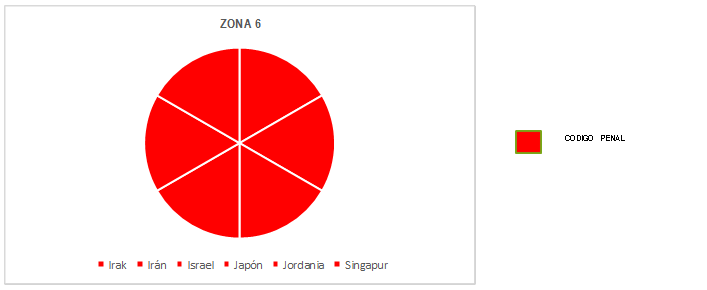 ZONA 6
CODIGO PENAL
Irak Irán Israel Japón Jordania Singapur